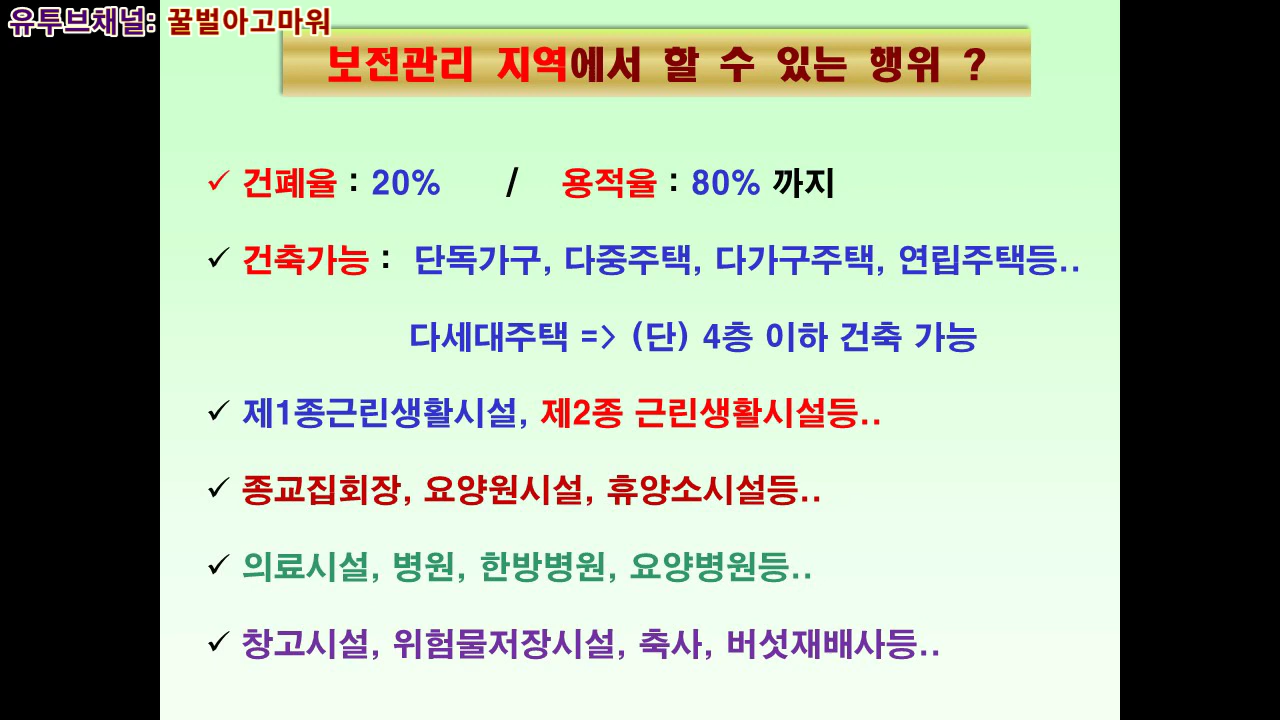 유투브채널: 꿀벌아고마워
보전관리 지역에서 할 수 있는 행위 ?
✓ 건폐율 : 20% / 용적율 : 80% 까지
✓ 건축가능 : 단독가구, 다중주택, 다가구주택, 연립주택등..
다세대주택 => (단) 4층 이하 건축 가능
✓ 제1종근린생활시설, 제2종 근린생활시설등..
✓ 종교집회장, 요양원시설, 휴양소시설등..
✓ 의료시설, 병원, 한방병원, 요양병원등..
✓ 창고시설, 위험물저장시설, 축사, 버섯재배사등..